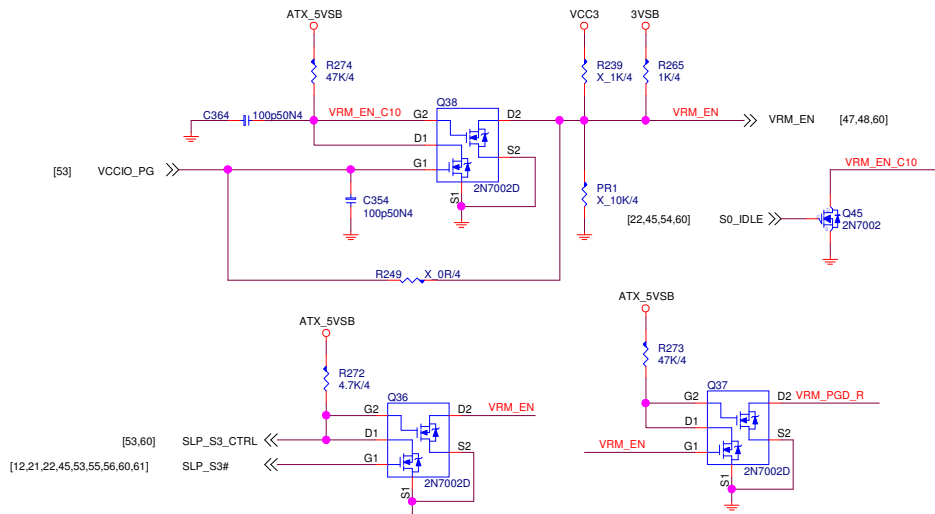 ATX_5VSB
VCC3
3VSB
R274
47K/4
R239
X_1K/4
R265
1K/4
Q38
C364
100p50N4
VRM_EN_C10
G2
D2
VRM_EN
VRM_EN
[47,48,60]
D1
S2
VRM_EN_C10
[53]
VCCIO_PG
G1
S1
2N7002D
C354
100p50N4
PR1
X_10K/4
[22,45,54,60]
S0_IDLE
Q45
2N7002
R249
X_0R/4
ATX_5VSB
ATX_5VSB
R272
4.7K/4
R273
47K/4
Q36
Q37
G2
D2
VRM_EN
G2
D2
VRM_PGD_R
[53,60]
SLP_S3_CTRL
D1
S2
D1
S2
VRM_EN
G1
[12,21,22,45,53,55,56,60,61]
SLP_S3#
G1
S1
2N7002D
S1
2N7002D